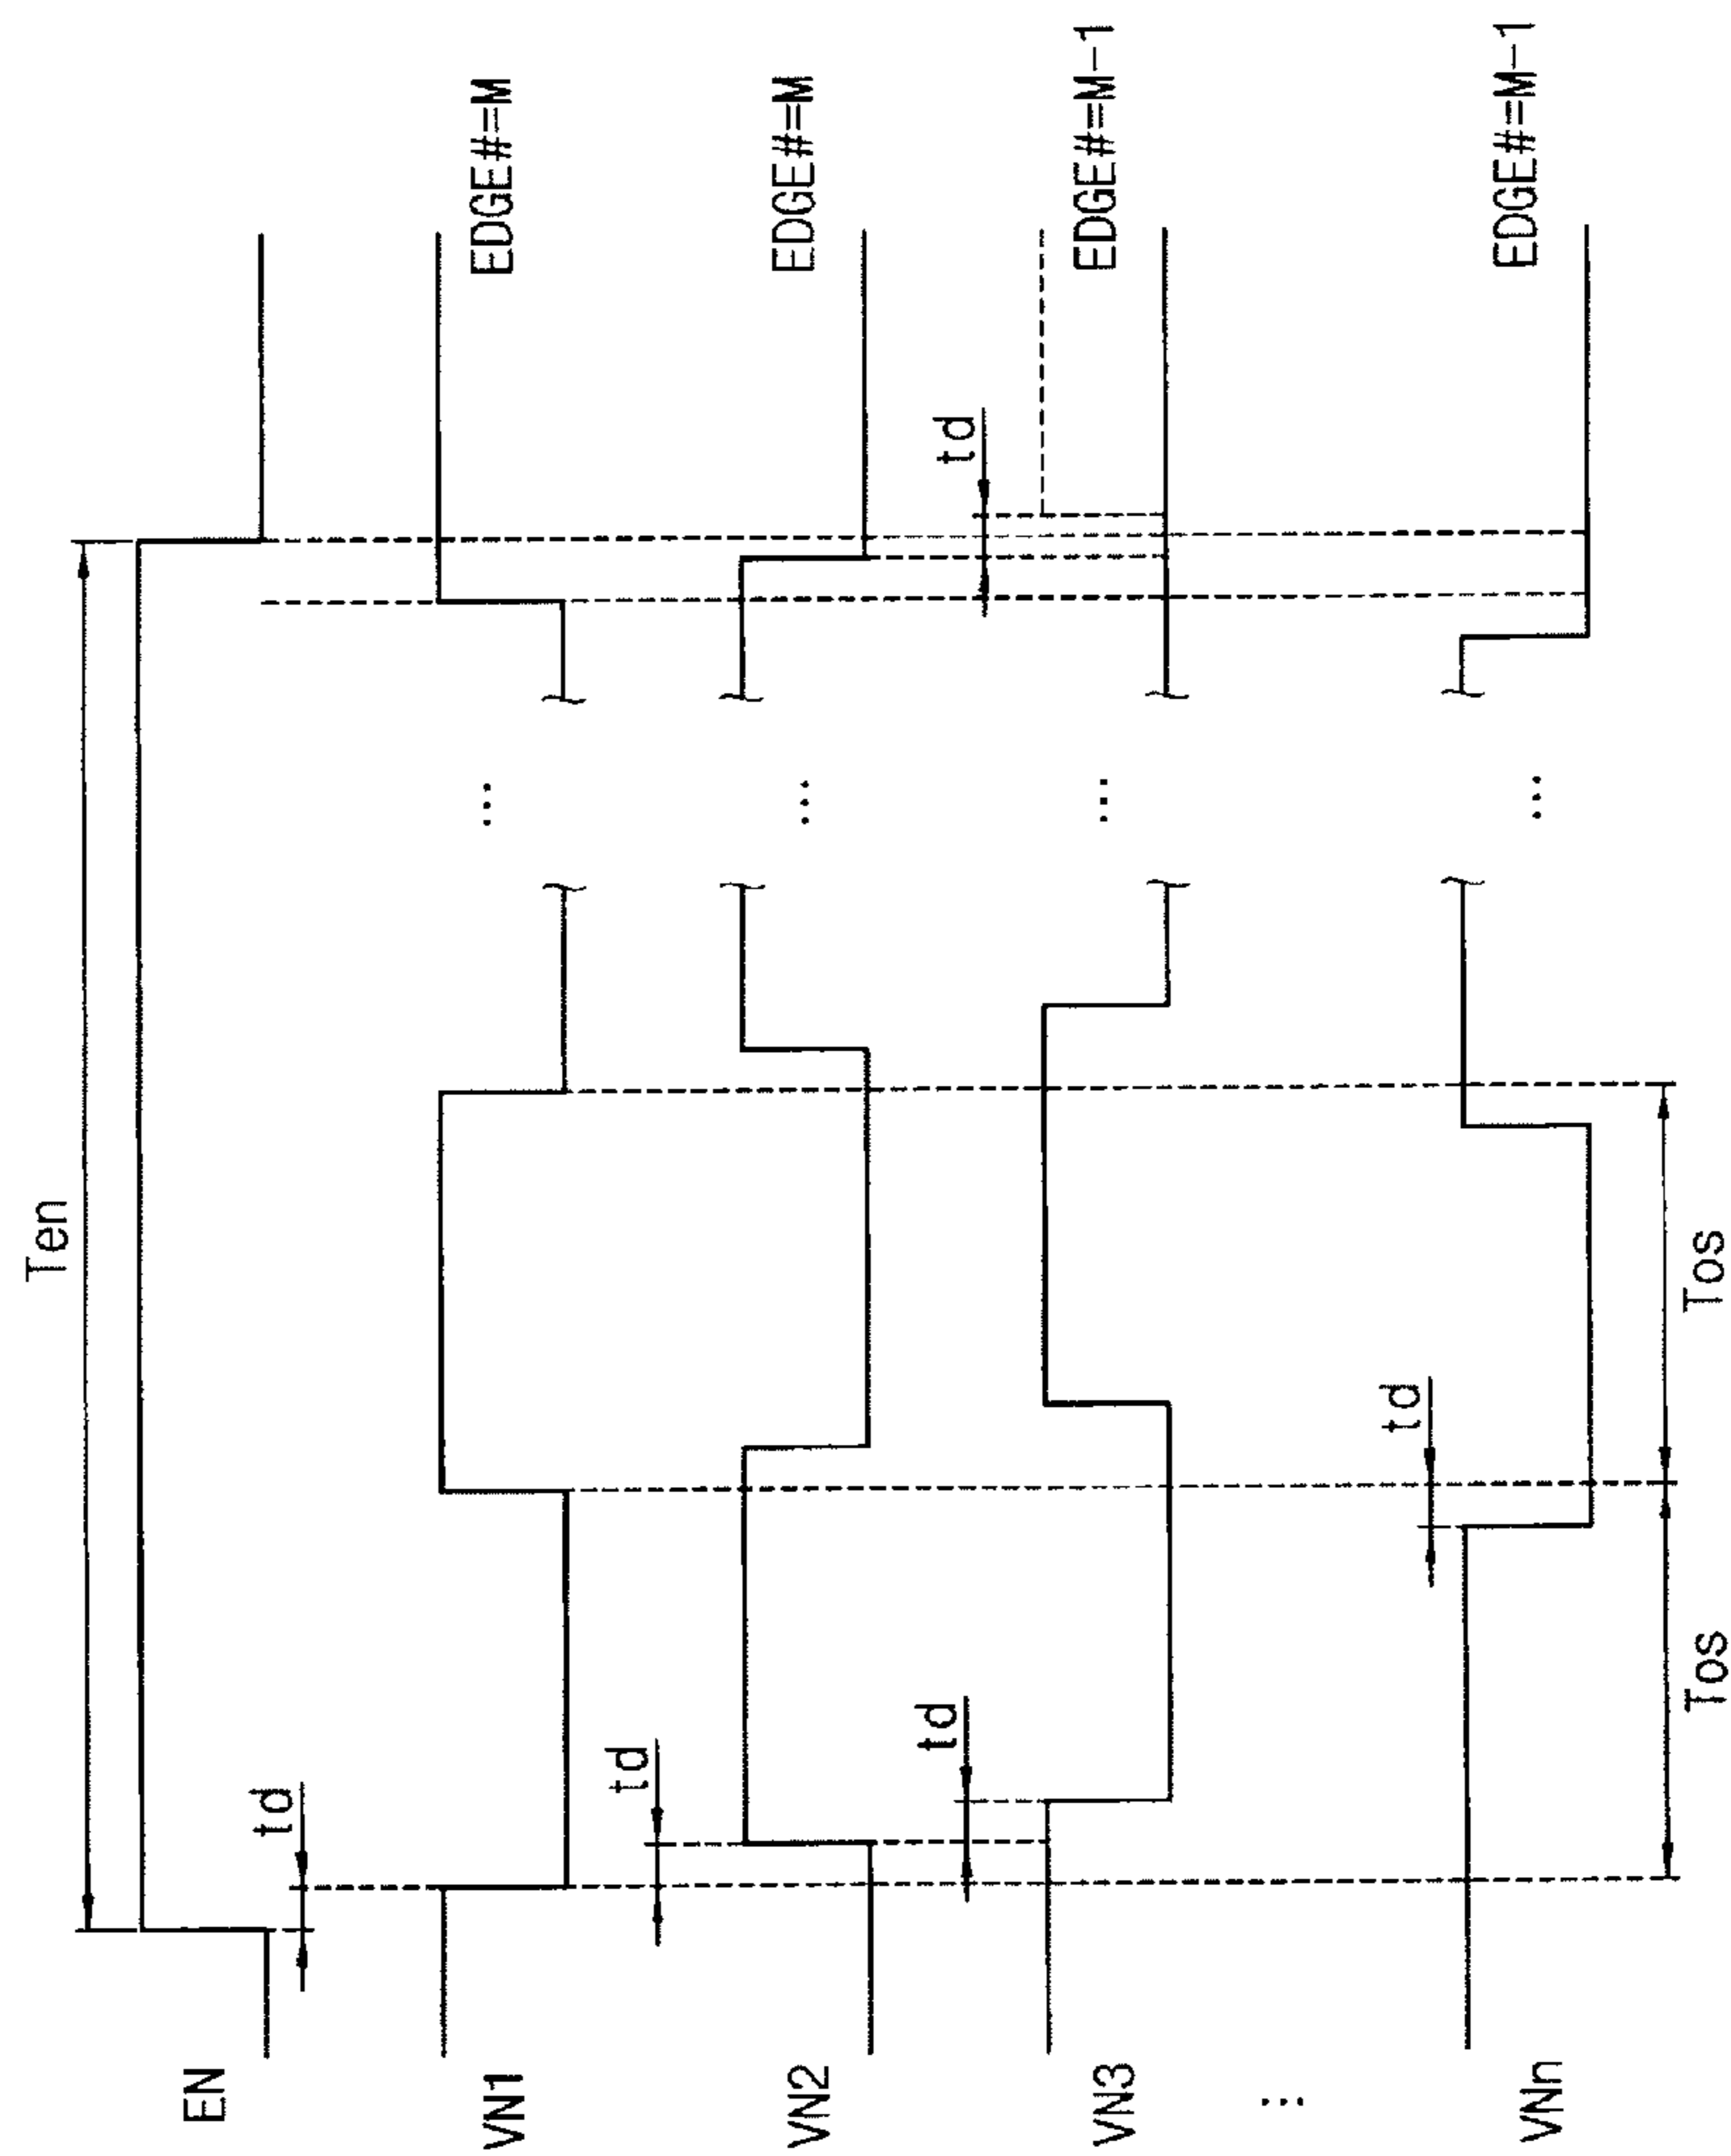 Ten
EN
td
VN1
EDGE#=M
...
td
VN2
EDGE#=M
...
td
td
VN3
EDGE#=M-1
...
...
td
VNn
EDGE#=M-1
...
Tos
Tos